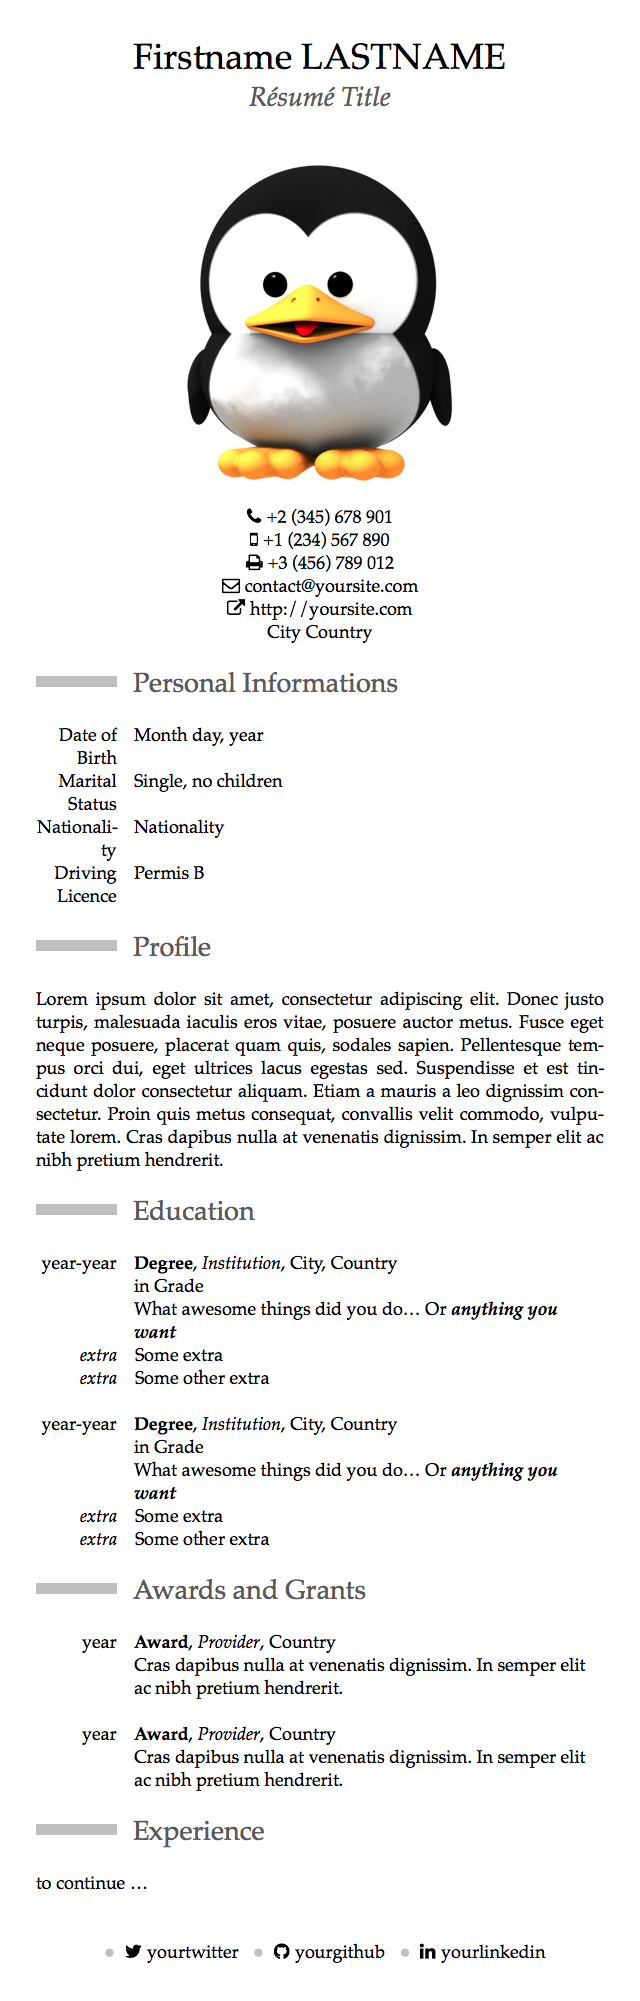 Firstname LASTNAME
Résumé Title
+2 (345) 678 901
+1 (234) 567 890
+3 (456) 789 012
contact@yoursite.com
http://yoursite.com
City Country
Personal Informations
Date of Birth Month day, year
Marital Status Single, no children
Nationali-ty Nationality
Driving Licence Permis B
Profile
Lorem ipsum dolor sit amet, consectetur adipiscing elit. Donec justo
turpis, malesuada iaculis eros vitae, posuere auctor metus. Fusce eget
neque posuere, placerat quam quis, sodales sapien. Pellentesque tem-
pus orci dui, eget ultrices lacus egestas sed. Suspendisse et est tin-
cidunt dolor consectetur aliquam. Etiam a mauris a leo dignissim con-
sectetur. Proin quis metus consequat, convallis velit commodo, vulpu-
tate lorem. Cras dapibus nulla at venenatis dignissim. In semper elit ac
nibh pretium hendrerit.
Education
year-year Degree, Institution, City, Country
in Grade
What awesome things did you do… Or anything you
want
extra Some extra
extra Some other extra
year-year Degree, Institution, City, Country
in Grade
What awesome things did you do… Or anything you
want
extra Some extra
extra Some other extra
Awards and Grants
year Award, Provider, Country
Cras dapibus nulla at venenatis dignissim. In semper elit
ac nibh pretium hendrerit.
year Award, Provider, Country
Cras dapibus nulla at venenatis dignissim. In semper elit
ac nibh pretium hendrerit.
Experience
to continue …
yourtwitter yourgithub yourlinkedin